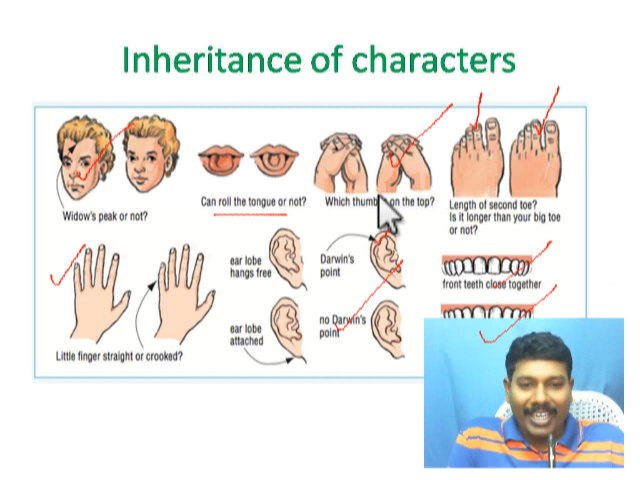 Inheritance of characters
Widow's peak or not?
Can roll the tongue or not?
Which thumb on the top?
Length of second toe?
Is it longer than your big toe
or not?
Little finger straight or crooked?
ear lobe
hangs free
ear lobe
attached
Darwin's
point
no Darwin's
point
front teeth close together